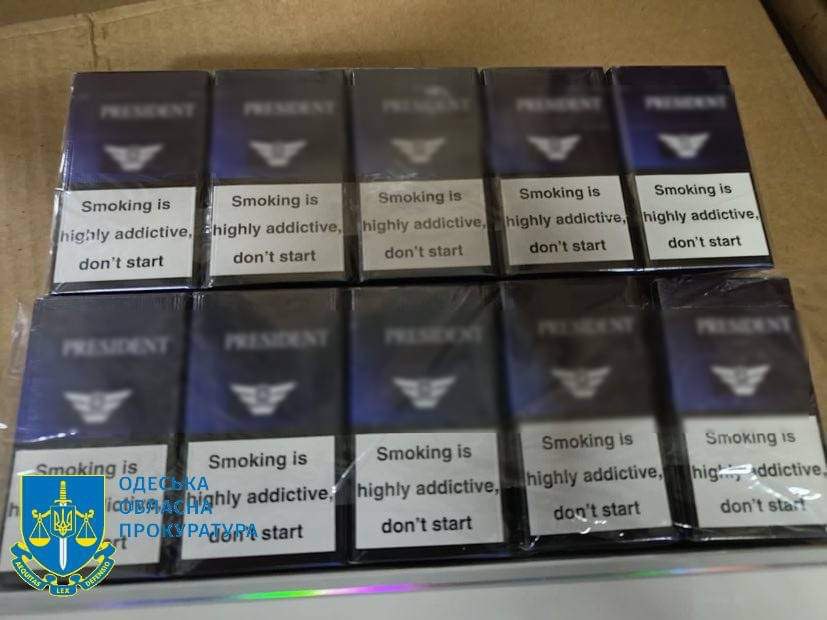 PRESIDENT PRESIDENT PRESIDENT PRESIDENT PRESIDENT
Smoking is
highly addictive,
don't start
Smoking is
highly addictive,
don't start
Smoking is
highly addictive,
don't start
Smoking is
highly addictive,
don't start
Smoking is
highly addictive,
don't start
PRESIDENT PRESIDENT PRESIDENT PRESIDENT PRESIDENT
Smoking is
highly addictive,
don't start
Smoking is
highly addictive,
don't start
Smoking is
highly addictive,
don't start
Smoking is
highly addictive,
don't start
Smoking is
highly addictive,
don't start
ОДЕСЬКА
ОБЛАСНА
ПРОКУРАТУРА
AEQUITAS LEX DEFENDO